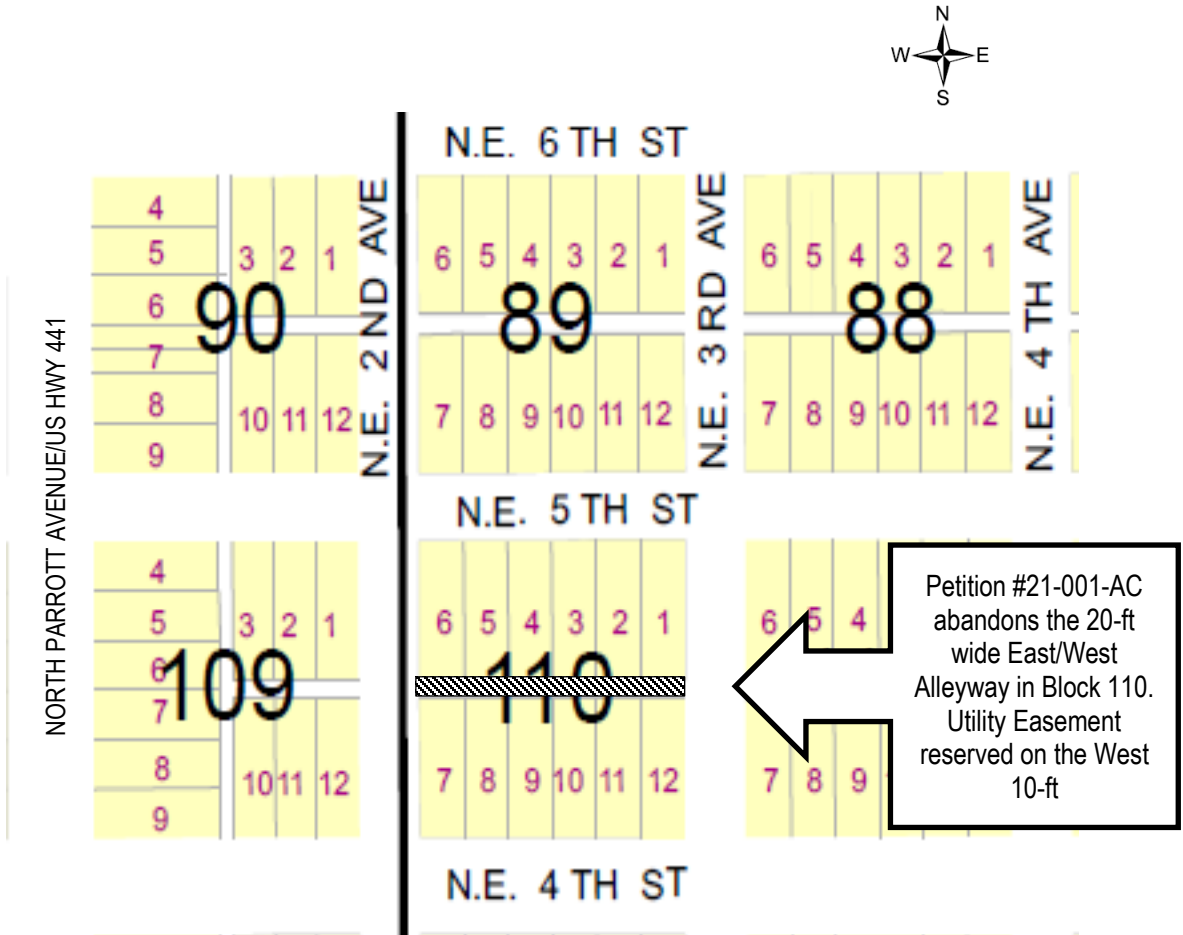 N
W E
S
N.E. 6 TH ST
NORTH PARROTT AVENUE/US HWY 441
4
5
6
7
8
9
3 2 1
90
10 11 12
N.E. 2 ND AVE
6 5 4 3 2 1
89
7 8 9 10 11 12
N.E. 3 RD AVE
6 5 4 3 2 1
88
7 8 9 10 11 12
N.E. 4 TH AVE
N.E. 5 TH ST
4
5
6
7
8
9
3 2 1
109
10 11 12
6 5 4 3 2 1
110
7 8 9 10 11 12
6 5 4
7 8 9
Petition #21-001-AC
abandons the 20-ft
wide East/West
Alleyway in Block 110.
Utility Easement
reserved on the West
10-ft
N.E. 4 TH ST